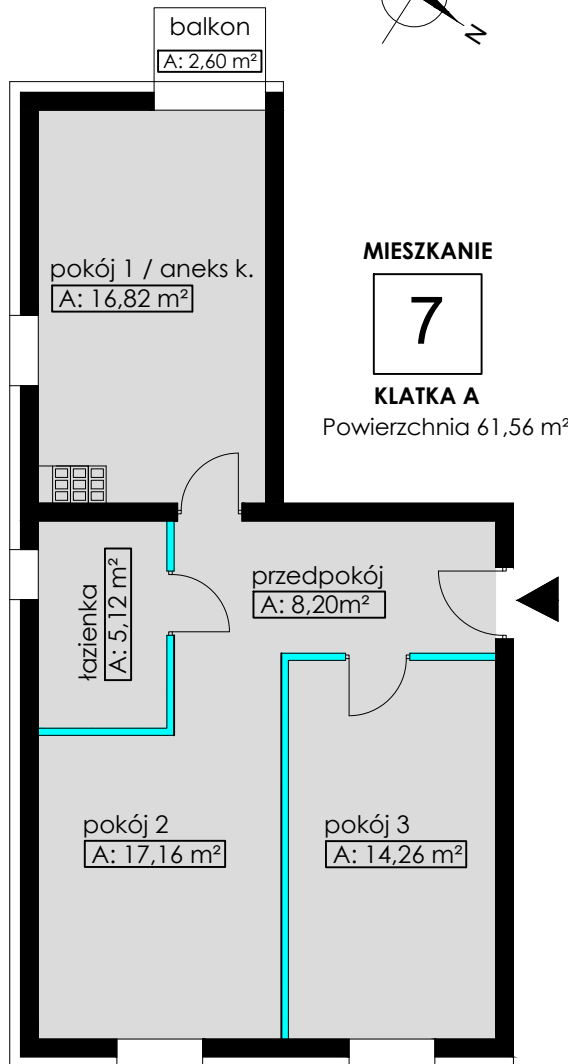 balkon
A: 2,60 m²
N
pokój 1 / aneks k.
A: 16,82 m²
MIESZKANIE
7
KLATKA A
Powierzchnia 61,56 m²
łazienka
A: 5,12 m²
przedpokój
A: 8,20m²
pokój 2
A: 17,16 m²
pokój 3
A: 14,26 m²